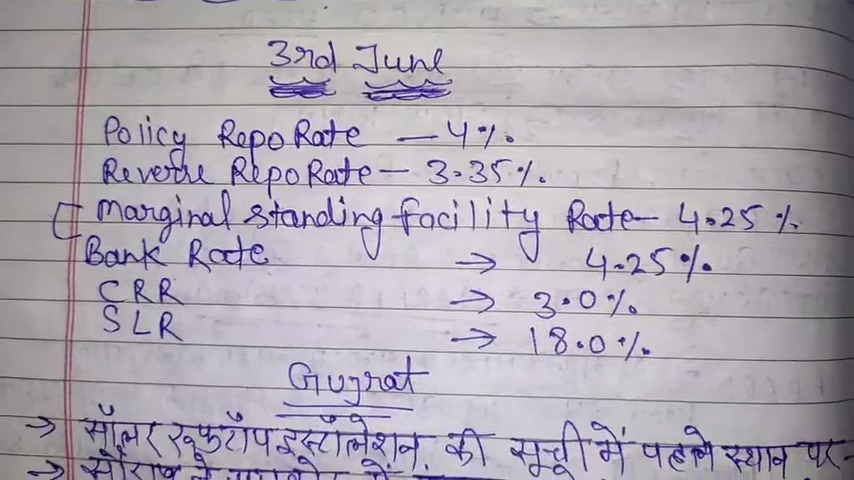 3rd June
Policy Repo Rate — 4%.
Reverse Repo Rate — 3.35%.
[ Marginal Standing facility Rate — 4.25%
Bank Rate → 4.25%
CRR → 3.0%
SLR → 18.0%
Gujrat
→ सॉलर रूफटॉप इंस्टॉलेशन की सूची में पहले स्थान पर -
→